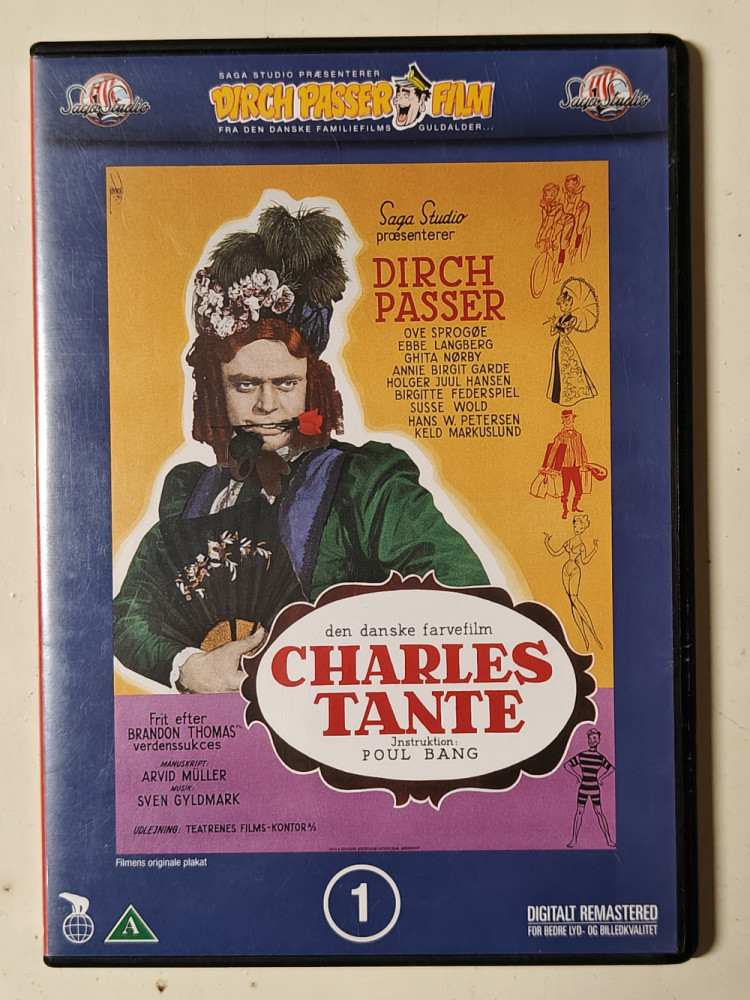 SAGA STUDIO PRÆSENTERER
Saga Studio
DIRCH PASSER FILM
Saga Studio
FRA DEN DANSKE FAMILIEFILMS GULDALDER...
Saga Studio
præsenterer
DIRCH
PASSER
OVE SPROGØE
EBBE LANGBERG
GHITA NØRBY
ANNIE BIRGIT GARDE
HOLGER JUUL HANSEN
BIRGITTE FEDERSPIEL
SUSSE WOLD
HANS W. PETERSEN
KELD MARKUSLUND
den danske farvefilm
CHARLES
TANTE
Instruktion:
POUL BANG
Frit efter
BRANDON THOMAS'
verdenssukces
MANUSKRIPT:
ARVID MÜLLER
MUSIK:
SVEN GYLDMARK
UDLEJNING: TEATRENES FILMS-KONTOR A/S
Filmens originale plakat
A
1
DIGITALT REMASTERED
FOR BEDRE LYD- OG BILLEDKVALITET